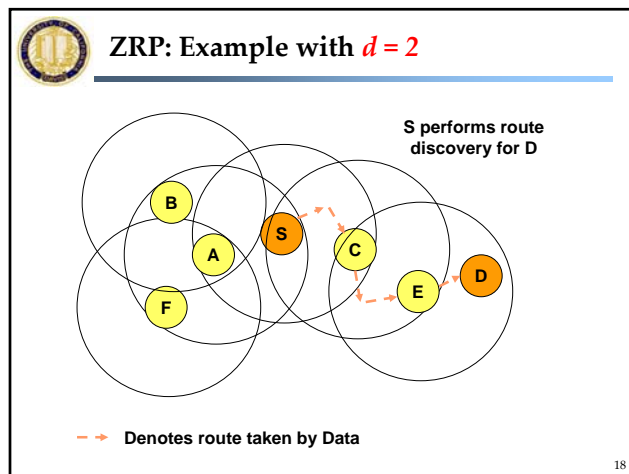 ZRP: Example with d = 2
S performs route
discovery for D
B
S
A
C
D
E
F
Denotes route taken by Data
18